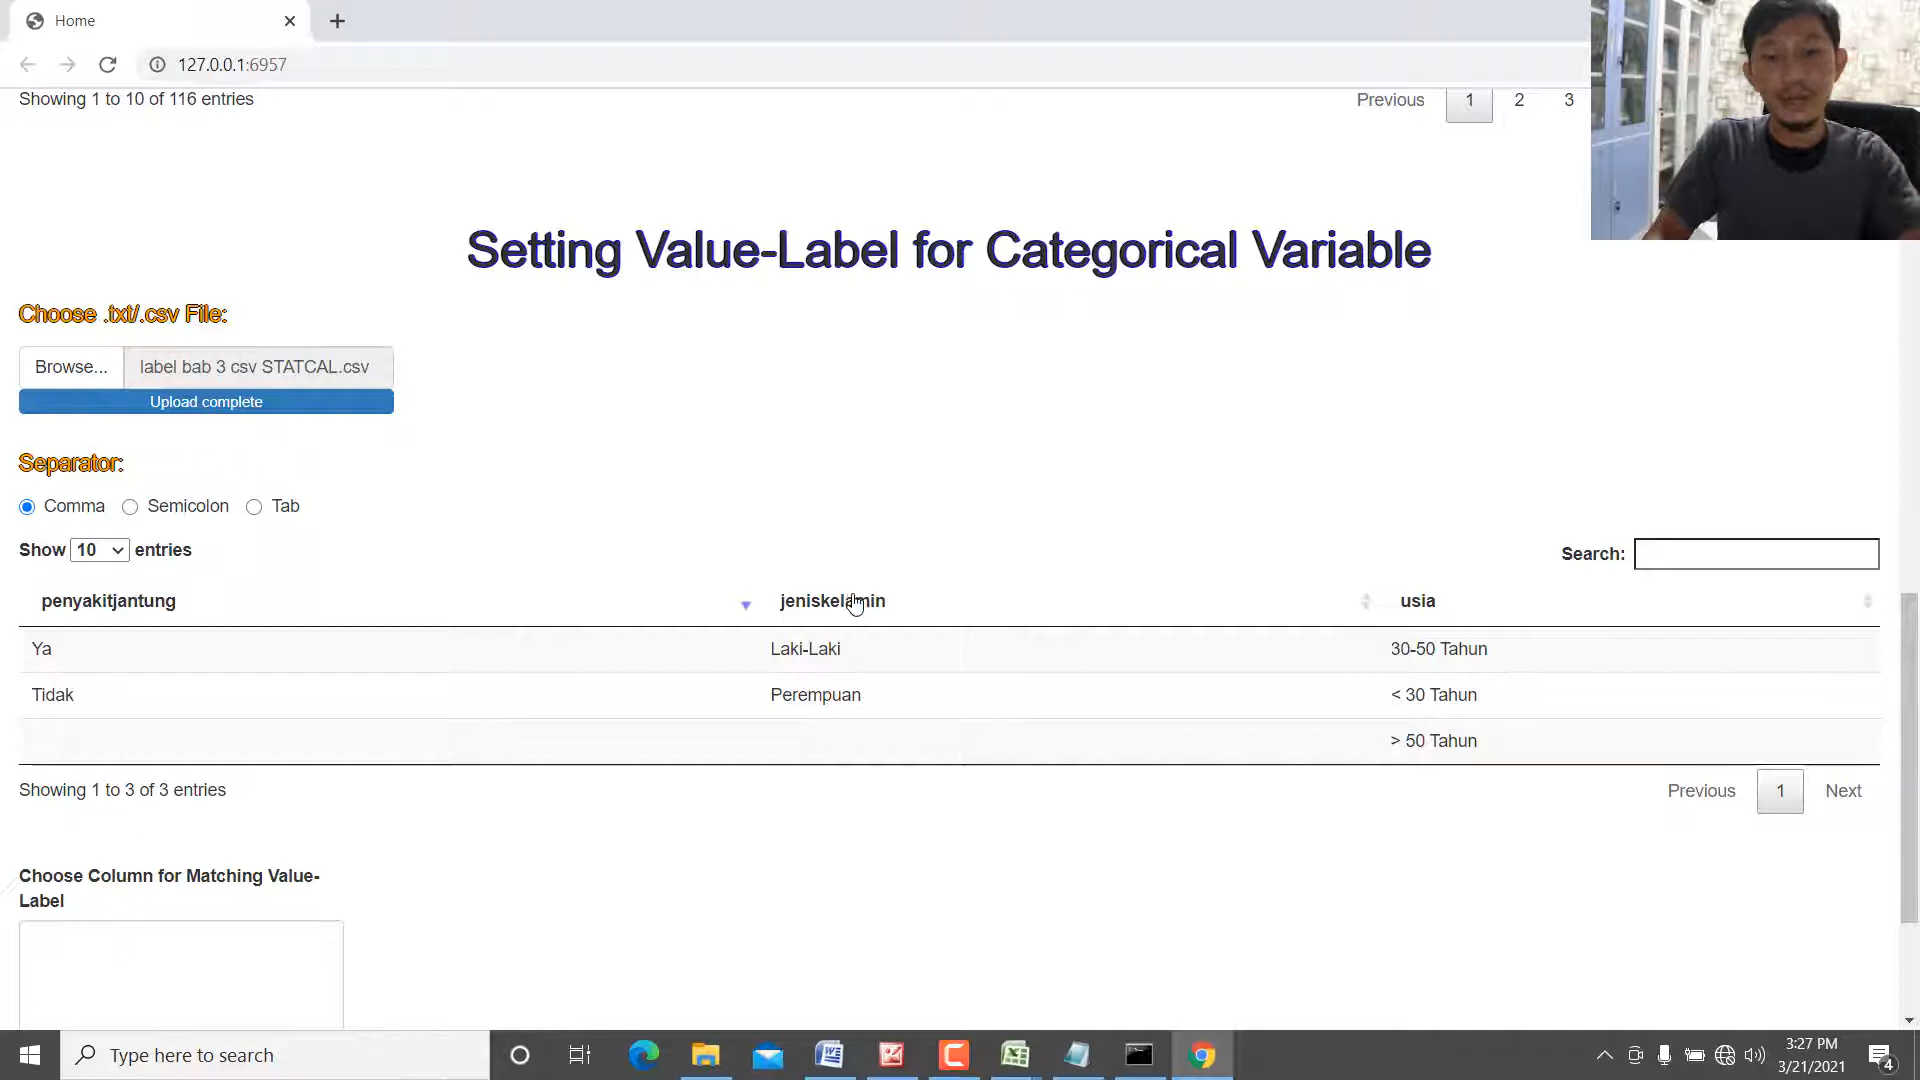 Home
127.0.0.1:6957
Showing 1 to 10 of 116 entries
Previous 1 2 3
Setting Value-Label for Categorical Variable
Choose .txt/.csv File:
Browse... label bab 3 csv STATCAL.csv
Upload complete
Separator:
Comma Semicolon Tab
Show 10 entries
Search:
penyakitjantung jeniskelamin usia
Ya Laki-Laki 30-50 Tahun
Tidak Perempuan < 30 Tahun
> 50 Tahun
Showing 1 to 3 of 3 entries
Previous 1 Next
Choose Column for Matching Value-
Label
Type here to search
3:27 PM
3/21/2021
4